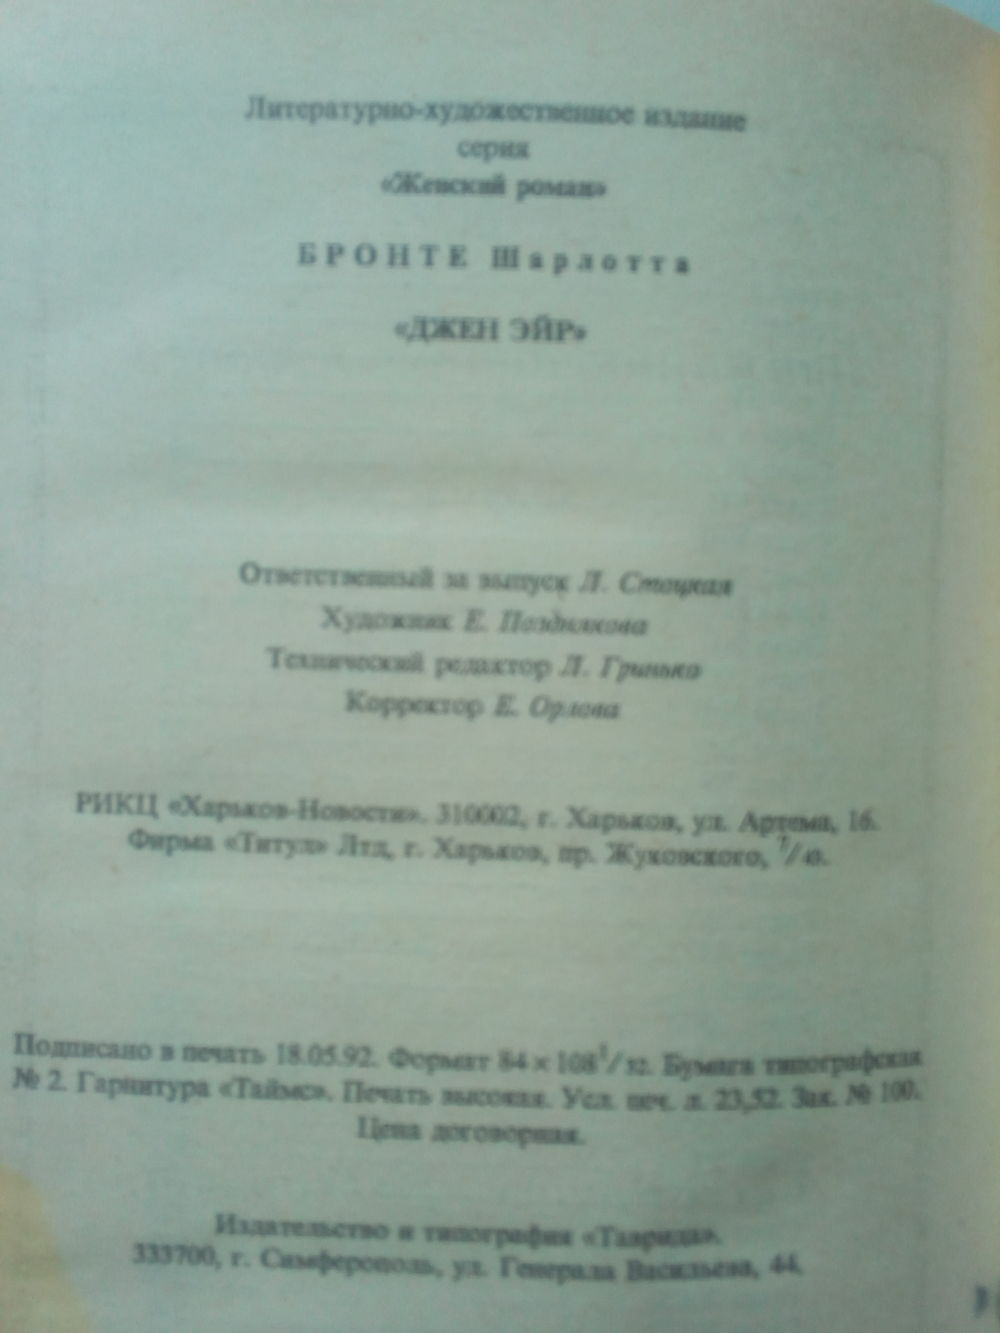 Литературно-художественное издание
серия
«Женский роман»
БРОНТЕ Шарлотта
«ДЖЕН ЭЙР»
Ответственный за выпуск Л. Стоцкая
Художник Е. Позднякова
Технический редактор Л. Гринько
Корректор Е. Орлова
РИКЦ «Харьков-Новости». 310002, г. Харьков, ул. Артема, 16.
Фирма «Титул» Лтд, г. Харьков, пр. Жуковского,
Подписано в печать 18.05.92. Формат 84×108 1/32. Бумага типографская
№ 2. Гарнитура «Таймс». Печать высокая. Усл. печ. л. 23,52. Зак. № 100.
Цена договорная.
Издательство и типография «Таврида».
333700, г. Симферополь, ул. Генерала Васильева, 44.